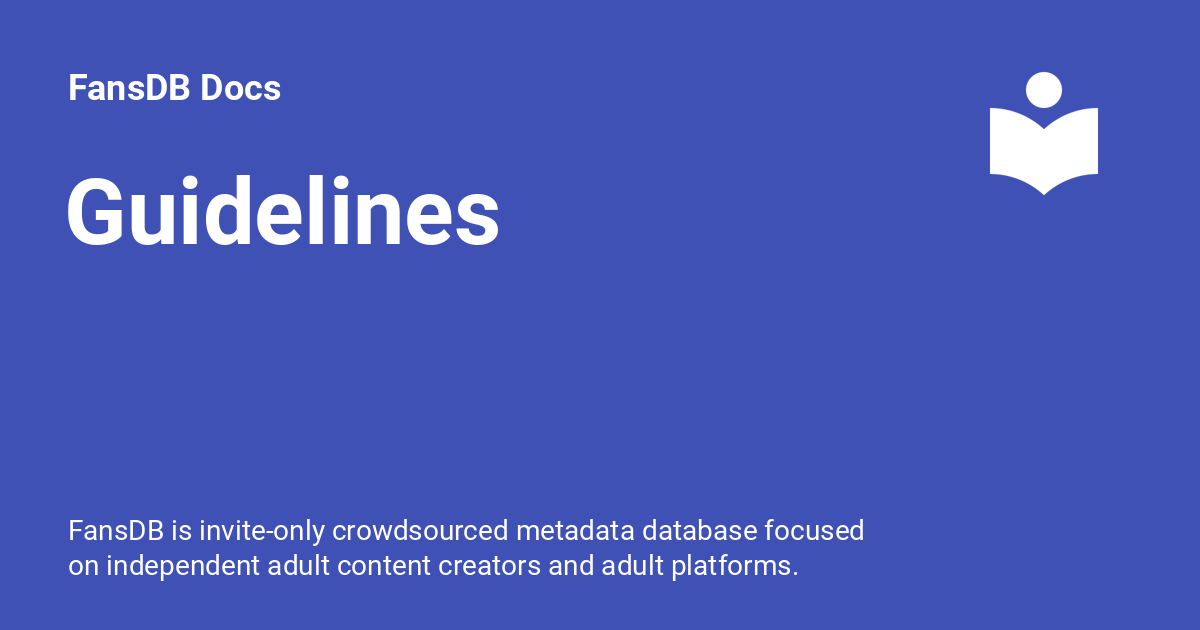 FansDB Docs
Guidelines
FansDB is invite-only crowdsourced metadata database focused
on independent adult content creators and adult platforms.